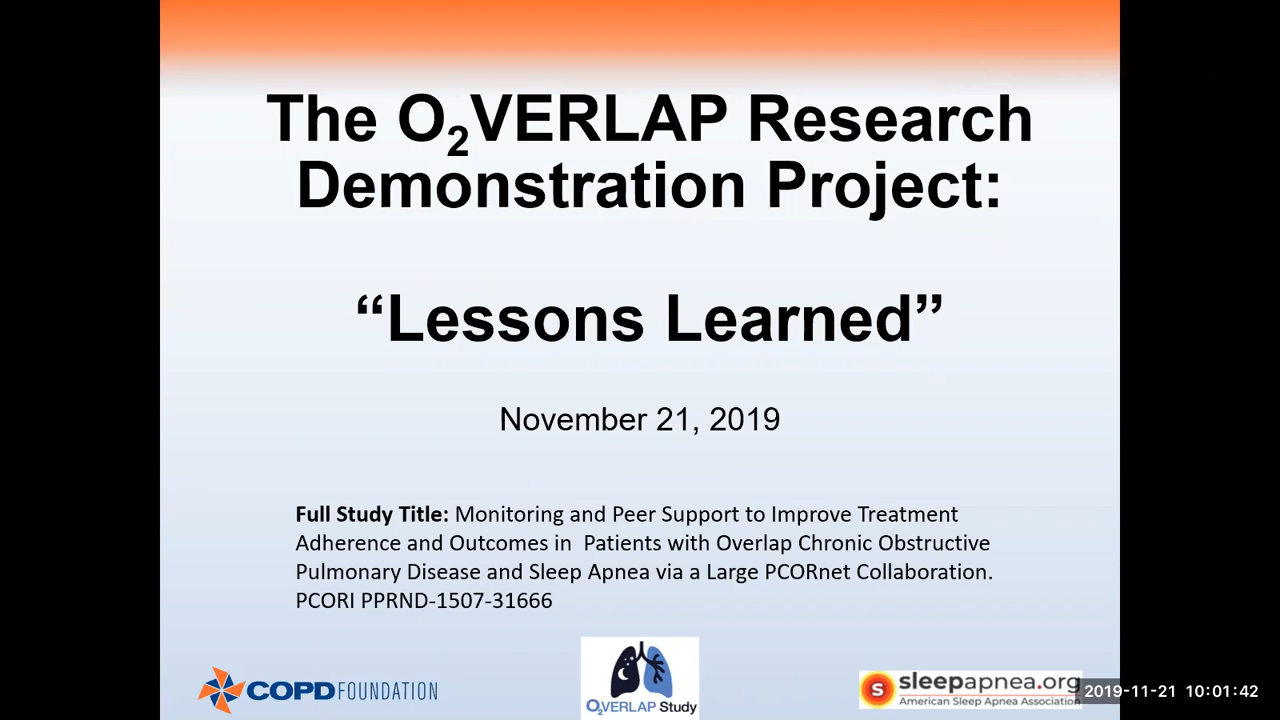 The O₂VERLAP Research
Demonstration Project:
“Lessons Learned”
November 21, 2019
Full Study Title: Monitoring and Peer Support to Improve Treatment
Adherence and Outcomes in  Patients with Overlap Chronic Obstructive
Pulmonary Disease and Sleep Apnea via a Large PCORnet Collaboration.
PCORI PPRND-1507-31666
COPDFOUNDATION
O₂VERLAP Study
S sleepapnea.org
American Sleep Apnea Association
2019-11-21 10:01:42